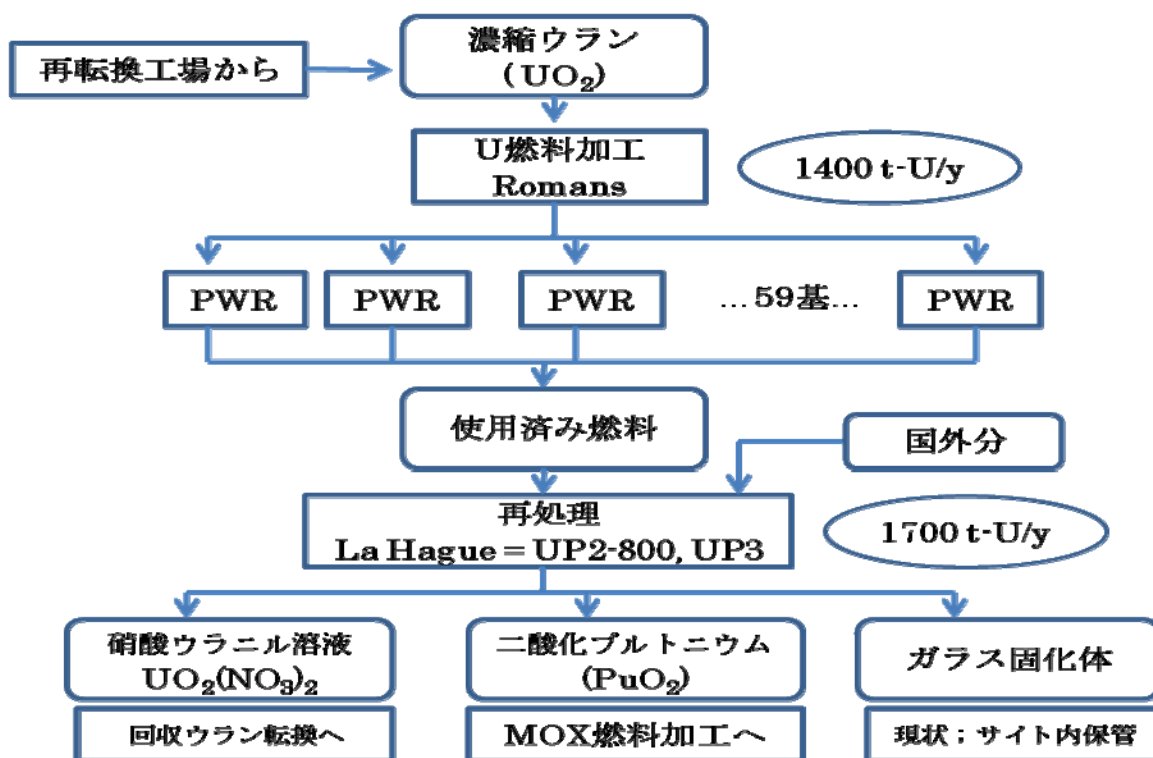 濃縮ウラン
(UO₂)
再転換工場から
U燃料加工
Romans
1400 t-U/y
PWR
PWR
PWR
…59基…
PWR
使用済み燃料
国外分
再処理
La Hague = UP2-800, UP3
1700 t-U/y
硝酸ウラニル溶液
UO₂(NO₃)₂
二酸化プルトニウム
(PuO₂)
ガラス固化体
回収ウラン転換へ
MOX燃料加工へ
現状；サイト内保管